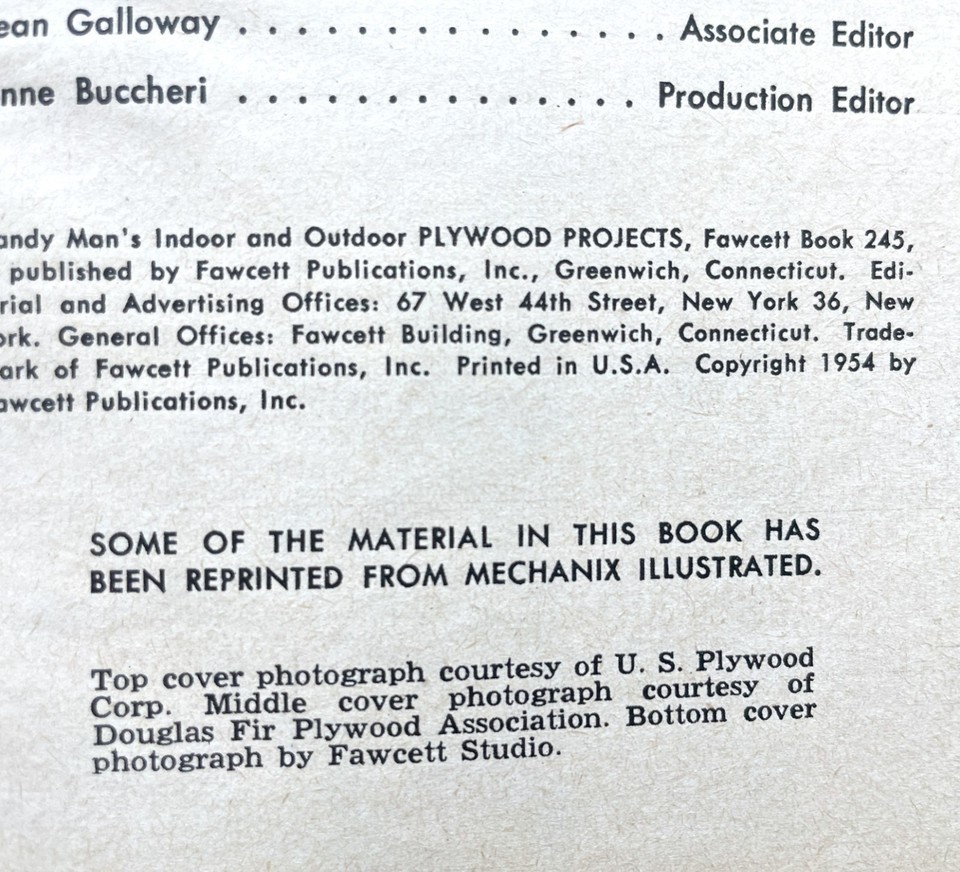 ean Galloway . . . . . . . . . . . . . . . Associate Editor
nne Buccheri . . . . . . . . . . . . . . Production Editor
andy Man's Indoor and Outdoor PLYWOOD PROJECTS, Fawcett Book 245,
published by Fawcett Publications, Inc., Greenwich, Connecticut. Edi-
rial and Advertising Offices: 67 West 44th Street, New York 36, New
ork. General Offices: Fawcett Building, Greenwich, Connecticut. Trade-
ark of Fawcett Publications, Inc. Printed in U.S.A. Copyright 1954 by
awcett Publications, Inc.
SOME OF THE MATERIAL IN THIS BOOK HAS
BEEN REPRINTED FROM MECHANIX ILLUSTRATED.
Top cover photograph courtesy of U. S. Plywood
Corp. Middle cover photograph courtesy of
Douglas Fir Plywood Association. Bottom cover
photograph by Fawcett Studio.